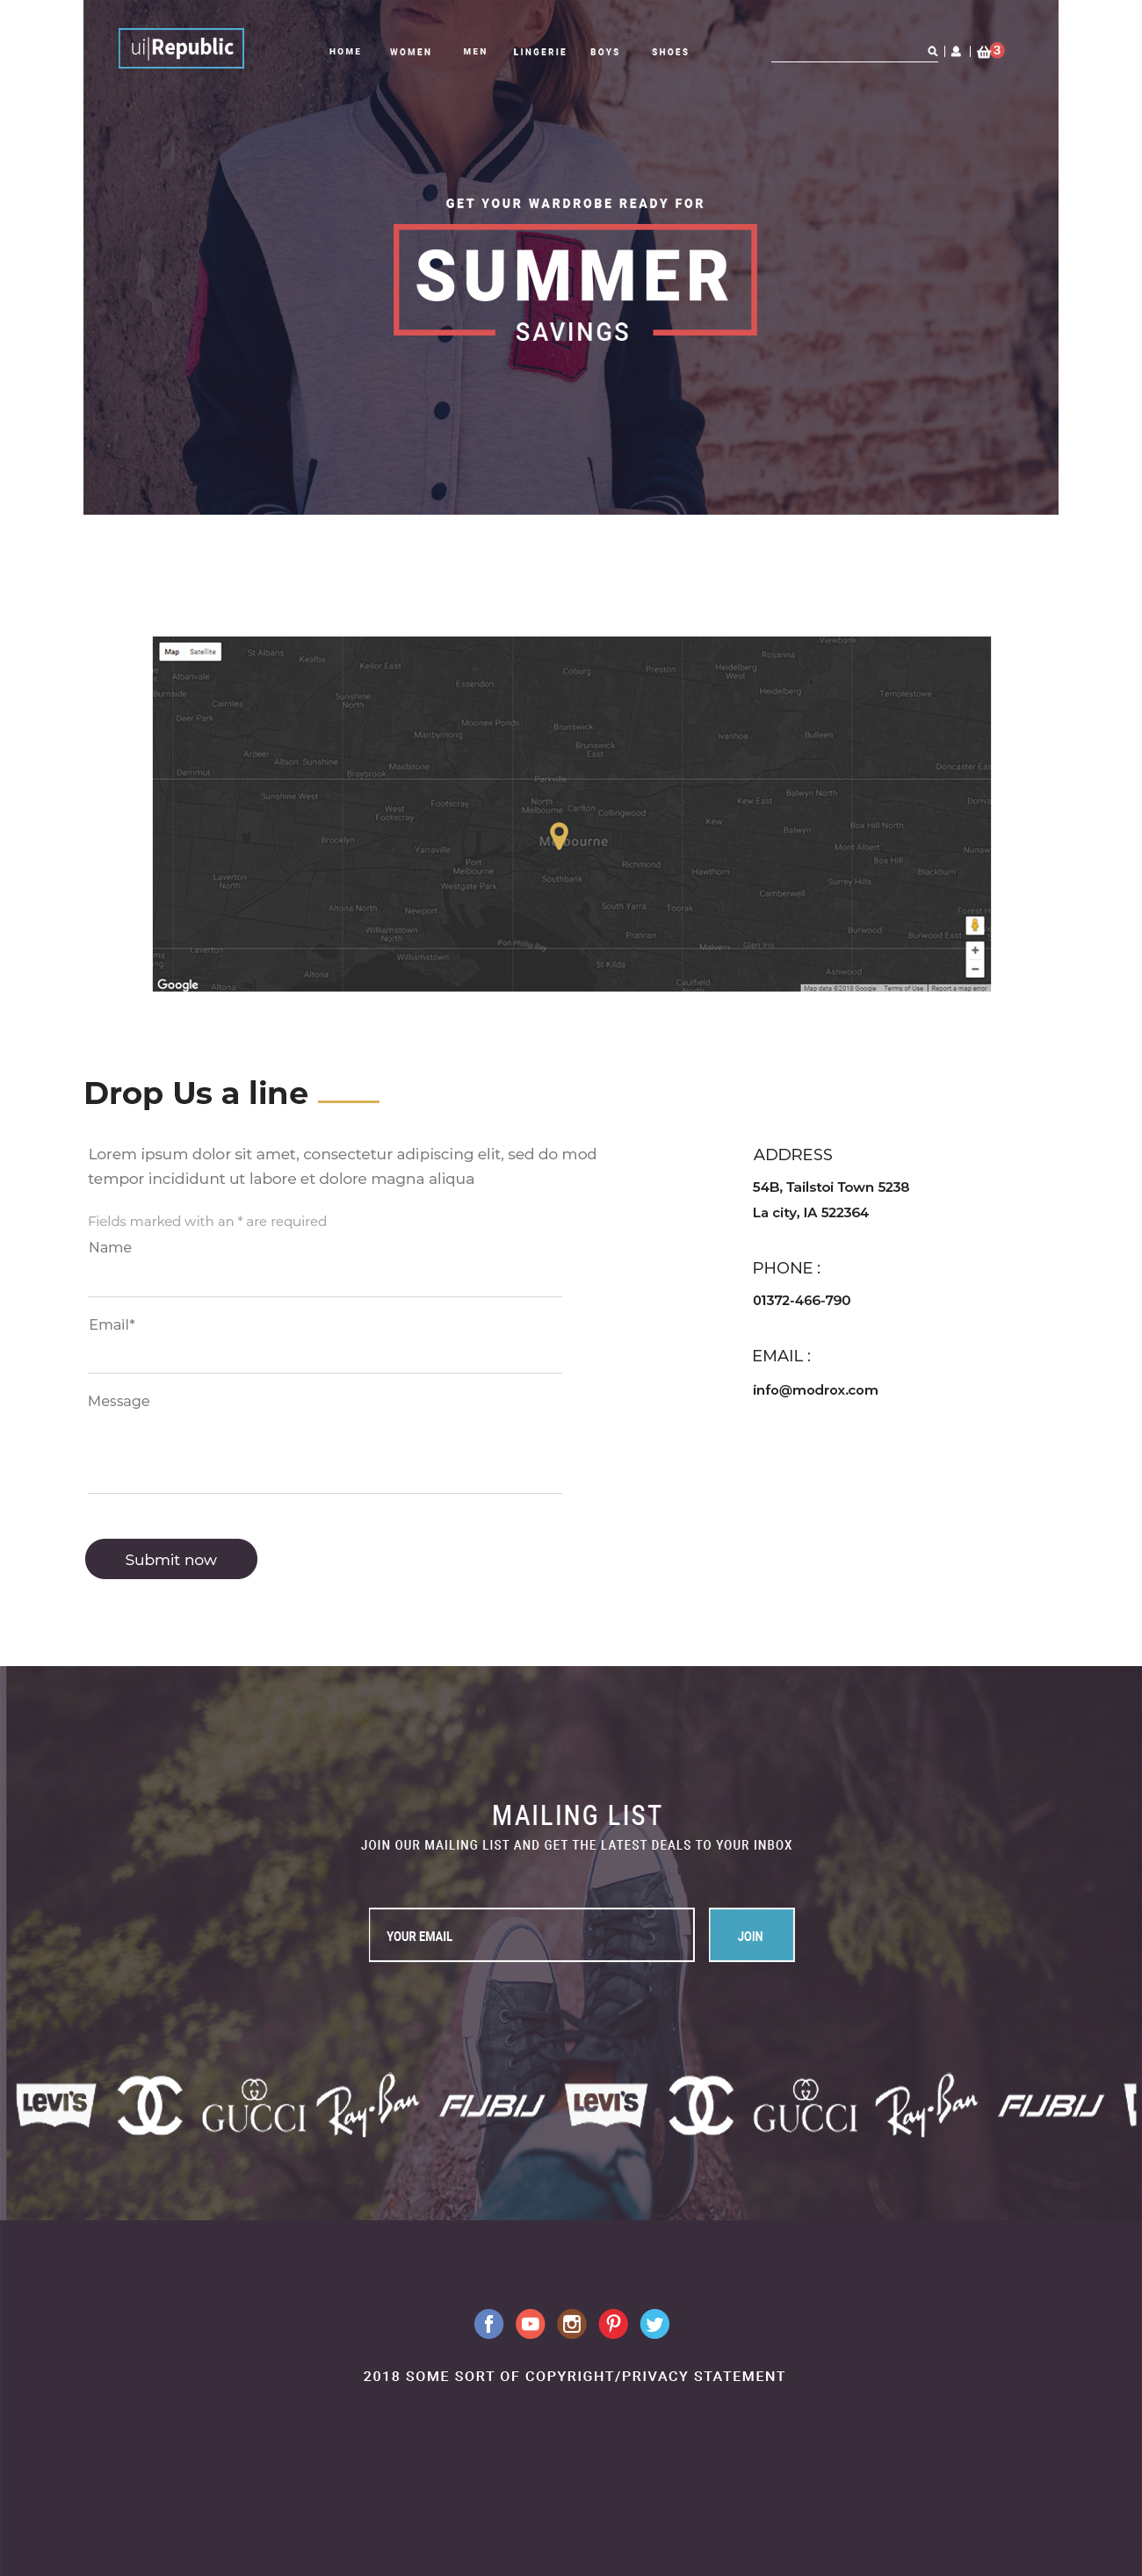 ui|Republic
HOME WOMEN MEN LINGERIE BOYS SHOES
3
GET YOUR WARDROBE READY FOR
SUMMER
SAVINGS
Map Satellite
St Albans
Kealba
Keilor East
Essendon
Coburg
Preston
Viewbank
Rosanna
Heidelberg
West
Heidelberg
Templestowe
Albanvale
Burnside
Cairnlea
Deer Park
Sunshine
North
Moonee Ponds
Maribyrnong
Brunswick
Brunswick
East
Ivanhoe
Bulleen
Ardeer
Albion
Sunshine
Derrimut
Braybrook
Maidstone
Parkville
Doncaster Eas
Sunshine West
West
Footscray
Footscray
North
Melbourne
Carlton
Collingwood
Kew East
Balwyn North
Donva
Kew
Balwyn
Box Hill North
Brooklyn
Yarraville
Mont Albert
Nunaw
Port
Melbourne
Richmond
Box Hill
Laverton
North
Westgate Park
Southbank
Hawthorn
Surrey Hills
Blackburn
Camberwell
Altona North
Newport
South Yarra
Toorak
Forest H
Williamstown
North
Prahran
Burwood
Burwood East
Laverton
Port Phillip Bay
Malvern
Glen Iris
Williamstown
St Kilda
Altona
Ashwood
Caulfield
North
Altona
Google
Map data ©2018 Google Terms of Use Report a map error
Drop Us a line
Lorem ipsum dolor sit amet, consectetur adipiscing elit, sed do mod
tempor incididunt ut labore et dolore magna aliqua
Fields marked with an * are required
Name
Email*
Message
Submit now
ADDRESS
54B, Tailstoi Town 5238
La city, IA 522364
PHONE :
01372-466-790
EMAIL :
info@modrox.com
MAILING LIST
JOIN OUR MAILING LIST AND GET THE LATEST DEALS TO YOUR INBOX
YOUR EMAIL
JOIN
LEVI'S GUCCI Ray-Ban FUBU LEVI'S GUCCI Ray-Ban FUBU
2018 SOME SORT OF COPYRIGHT/PRIVACY STATEMENT